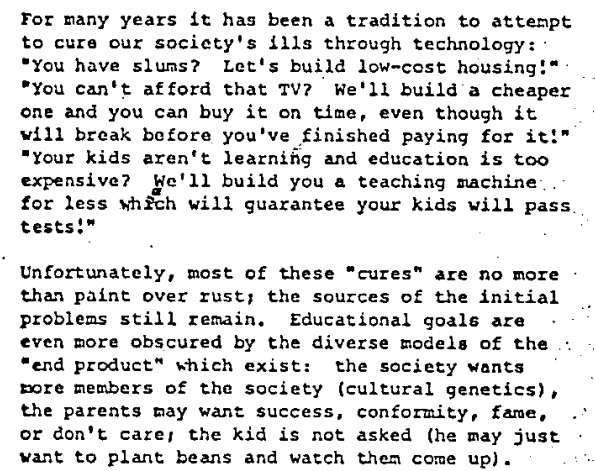 For many years it has been a tradition to attempt
to cure our society's ills through technology:
"You have slums?  Let's build low-cost housing!"
"You can't afford that TV?  We'll build a cheaper
one and you can buy it on time, even though it
will break before you've finished paying for it!"
"Your kids aren't learning and education is too
expensive?  We'll build you a teaching machine
for less which will guarantee your kids will pass
tests!"

Unfortunately, most of these "cures" are no more
than paint over rust; the sources of the initial
problems still remain.  Educational goals are
even more obscured by the diverse models of the
"end product" which exist:  the society wants
more members of the society (cultural genetics),
the parents may want success, conformity, fame,
or don't care; the kid is not asked (he may just
want to plant beans and watch them come up).